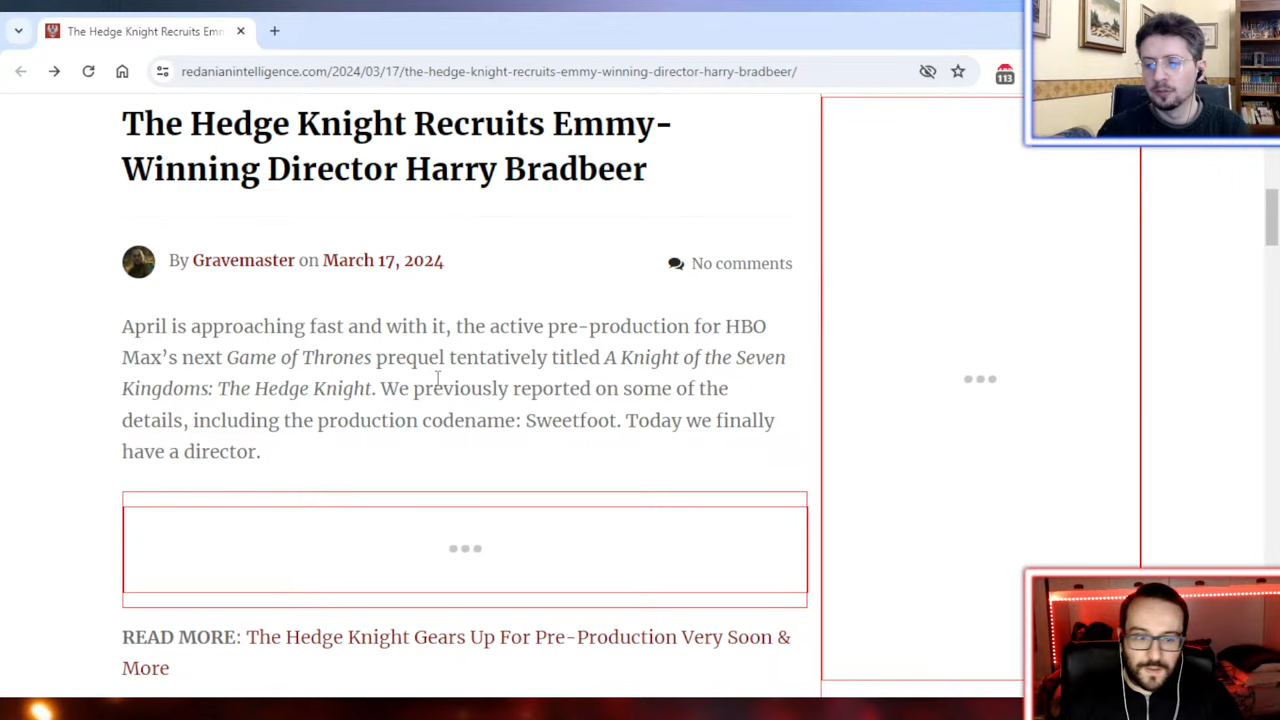 The Hedge Knight Recruits Em
redanianintelligence.com/2024/03/17/the-hedge-knight-recruits-emmy-winning-director-harry-bradbeer/
113
The Hedge Knight Recruits Emmy-
Winning Director Harry Bradbeer
By Gravemaster on March 17, 2024
No comments
April is approaching fast and with it, the active pre-production for HBO
Max’s next Game of Thrones prequel tentatively titled A Knight of the Seven
Kingdoms: The Hedge Knight. We previously reported on some of the
details, including the production codename: Sweetfoot. Today we finally
have a director.
READ MORE: The Hedge Knight Gears Up For Pre-Production Very Soon &
More